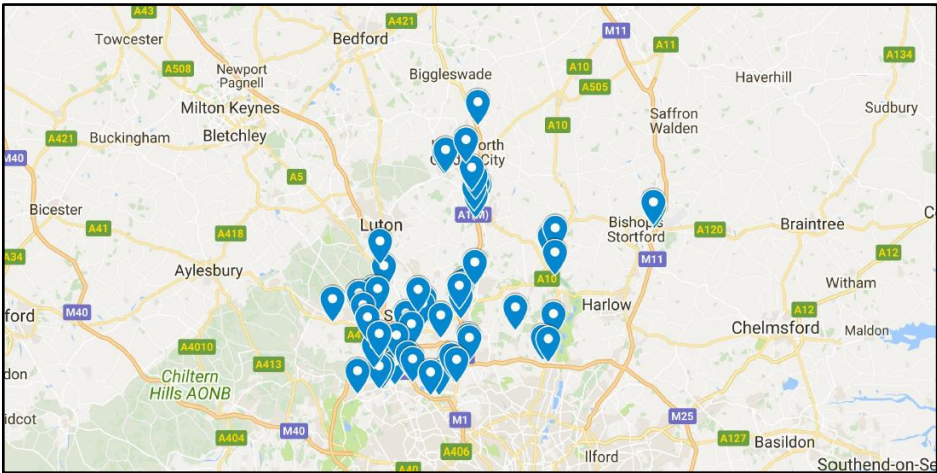 A43
A421
M11
A11
Towcester
Bedford
A134
A508
Newport
Pagnell
Biggleswade
A10
Haverhill
A505
Milton Keynes
Saffron
Walden
Sudbury
A421
Buckingham
Bletchley
A10
M40
City
A5
Bicester
Luton
Bishop's
Stortford
A120
Braintree
A41
A418
A12
A34
Aylesbury
M11
A10
Witham
Harlow
M40
A12
Chelmsford
Maldon
A4010
A413
Chiltern
Hills AONB
M1
M25
M40
A404
A406
A127
Basildon
Ilford
A40
Southend-on-Se